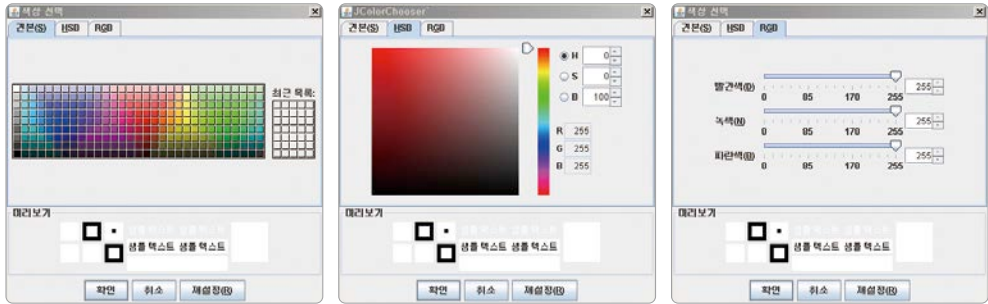 색상 선택
견본(S) HSB RGB
최근 목록:
미리보기
샘플 텍스트 샘플 텍스트
샘플 텍스트 샘플 텍스트
확인 취소 재설정(R)
JColorChooser
견본(S) HSB RGB
H 0
S 0
B 100
R 255
G 255
B 255
미리보기
샘플 텍스트 샘플 텍스트
샘플 텍스트 샘플 텍스트
확인 취소 재설정(R)
색상 선택
견본(S) HSB RGB
빨간색(D) 255
0 85 170 255
녹색(N) 255
0 85 170 255
파란색(B) 255
0 85 170 255
미리보기
샘플 텍스트 샘플 텍스트
샘플 텍스트 샘플 텍스트
확인 취소 재설정(R)